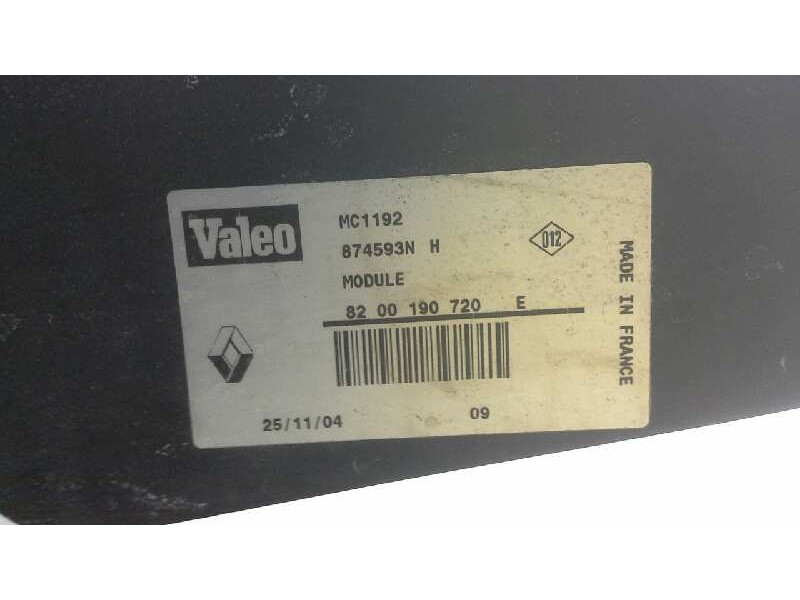 Valeo
MC1192
874593N H
MODULE
82 00 190 720 E
012
25/11/04 09
MADE IN FRANCE